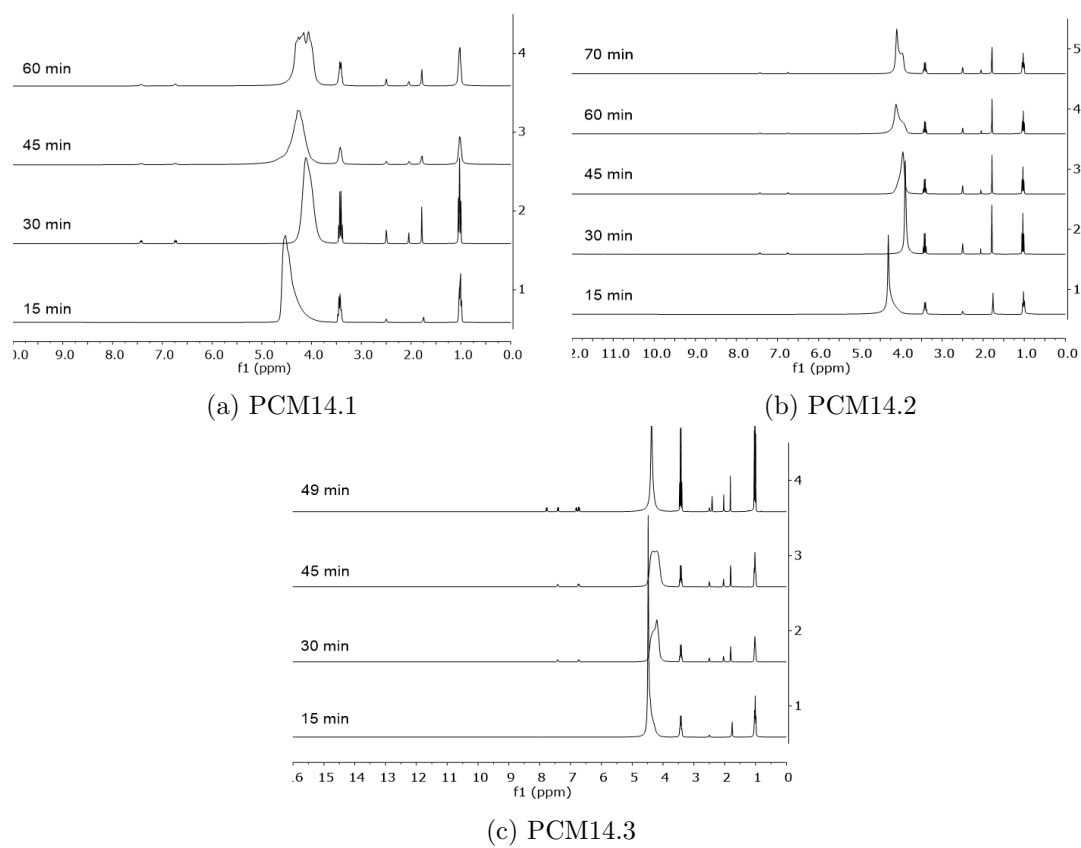 60 min
4
45 min
3
30 min
2
15 min
1
0.0 9.0 8.0 7.0 6.0 5.0 4.0 3.0 2.0 1.0 0.0
f1 (ppm)
(a) PCM14.1
70 min
5
60 min
4
45 min
3
30 min
2
15 min
1
2.0 11.0 10.0 9.0 8.0 7.0 6.0 5.0 4.0 3.0 2.0 1.0 0.0
f1 (ppm)
(b) PCM14.2
49 min
4
45 min
3
30 min
2
15 min
1
.6 15 14 13 12 11 10 9 8 7 6 5 4 3 2 1 0
f1 (ppm)
(c) PCM14.3